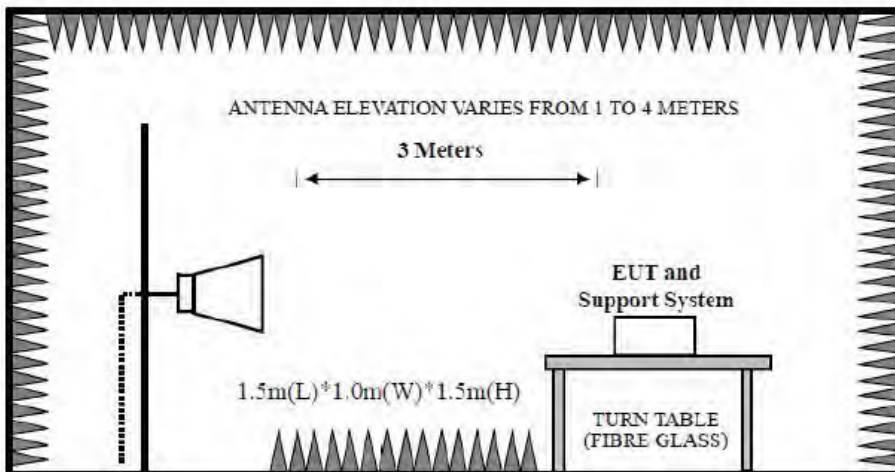 ANTENNA ELEVATION VARIES FROM 1 TO 4 METERS
3 Meters
EUT and
Support System
1.5m(L)*1.0m(W)*1.5m(H)
TURN TABLE
(FIBRE GLASS)